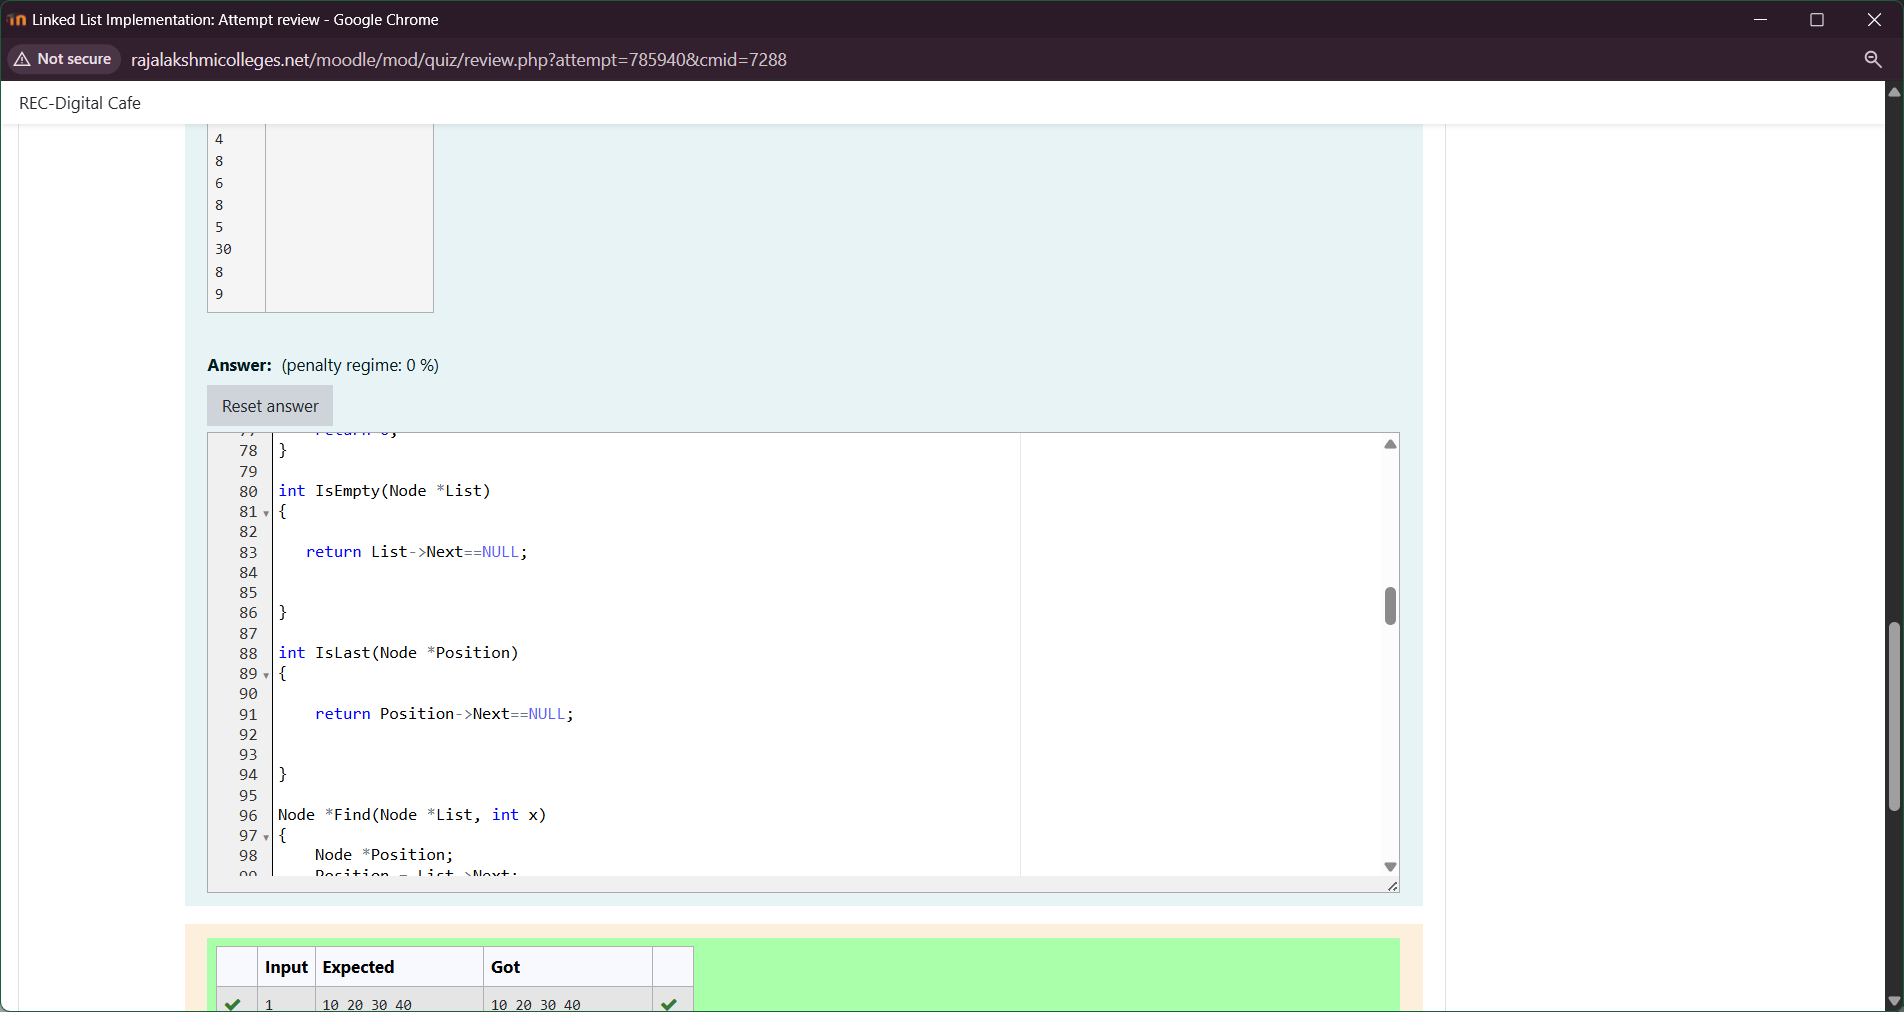 Linked List Implementation: Attempt review - Google Chrome
Not secure
rajalakshmicolleges.net/moodle/mod/quiz/review.php?attempt=785940&cmid=7288
REC-Digital Cafe
4
8
6
8
5
30
8
9
Answer: (penalty regime: 0 %)
Reset answer
78 }
79
80 int IsEmpty(Node *List)
81 {
82
83 return List->Next==NULL;
84
85
86 }
87
88 int IsLast(Node *Position)
89 {
90
91 return Position->Next==NULL;
92
93
94 }
95
96 Node *Find(Node *List, int x)
97 {
98 Node *Position;
99 Position = List->Next;
Input Expected Got
1 10 20 30 40 10 20 30 40